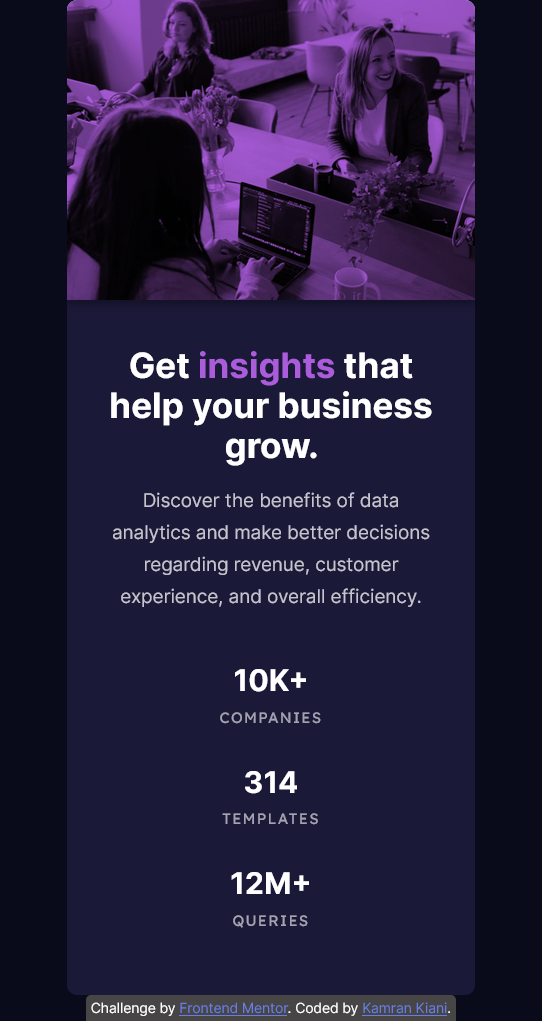 Get insights that
help your business
grow.
Discover the benefits of data
analytics and make better decisions
regarding revenue, customer
experience, and overall efficiency.
10K+
COMPANIES
314
TEMPLATES
12M+
QUERIES
Challenge by Frontend Mentor. Coded by Kamran Kiani.